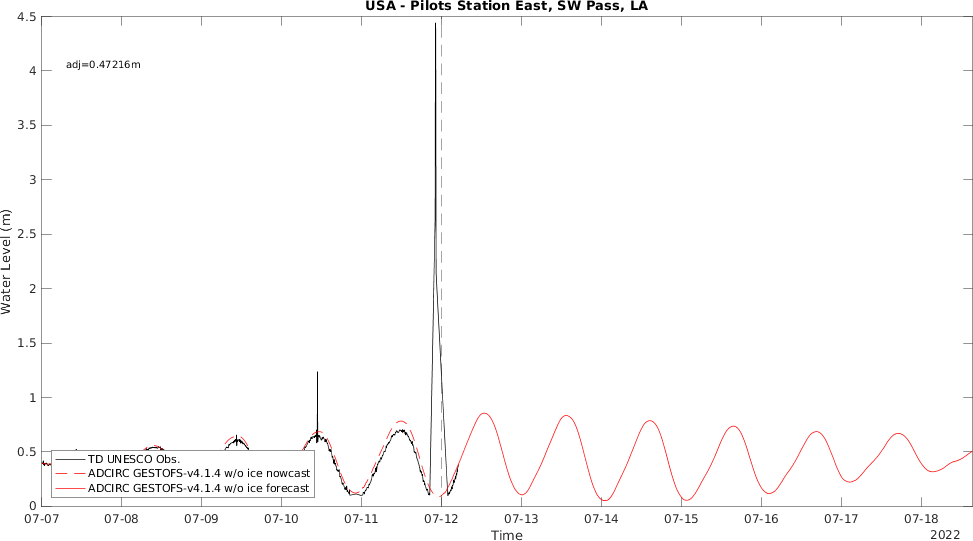 USA - Pilots Station East, SW Pass, LA
4.5
4
3.5
3
2.5
2
1.5
1
0.5
0
Water Level (m)
adj=0.47216m
TD UNESCO Obs.
ADCIRC GESTOFS-v4.1.4 w/o ice nowcast
ADCIRC GESTOFS-v4.1.4 w/o ice forecast
07-07 07-08 07-09 07-10 07-11 07-12 07-13 07-14 07-15 07-16 07-17 07-18
Time
2022